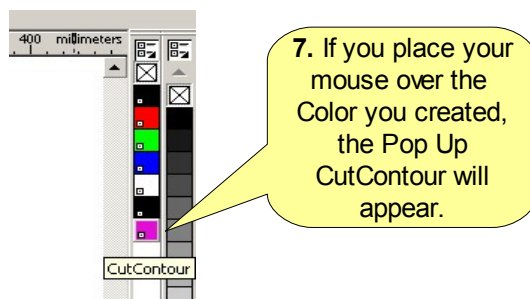 400 millimeters
7. If you place your
mouse over the
Color you created,
the Pop Up
CutContour will
appear.
CutContour